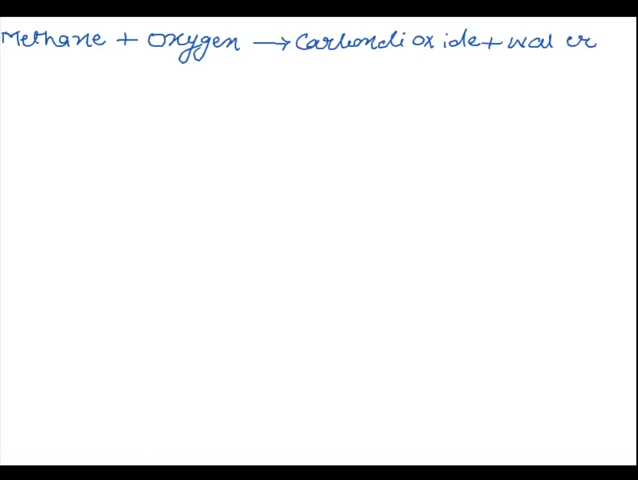 Methane + Oxygen → Carbondioxide + water